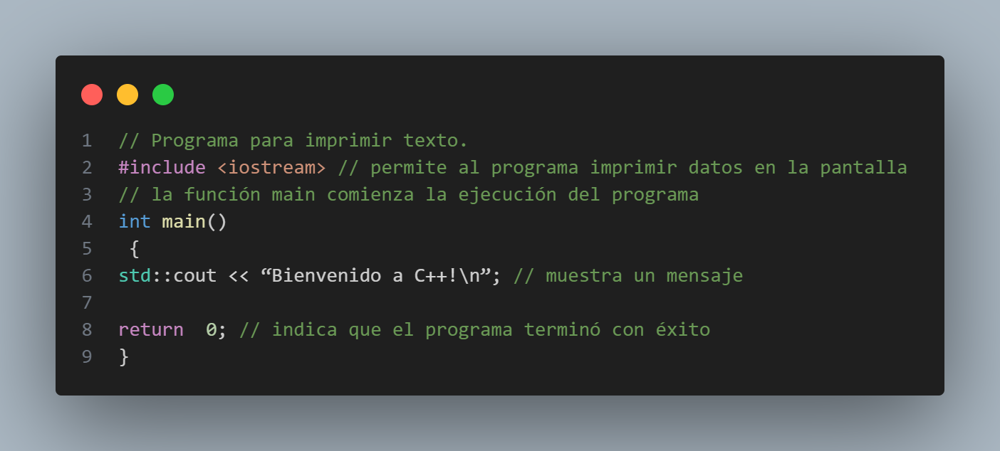 1 // Programa para imprimir texto.
2 #include <iostream> // permite al programa imprimir datos en la pantalla
3 // la función main comienza la ejecución del programa
4 int main()
5  {
6 std::cout << “Bienvenido a C++!\n”; // muestra un mensaje
7
8 return  0; // indica que el programa terminó con éxito
9 }